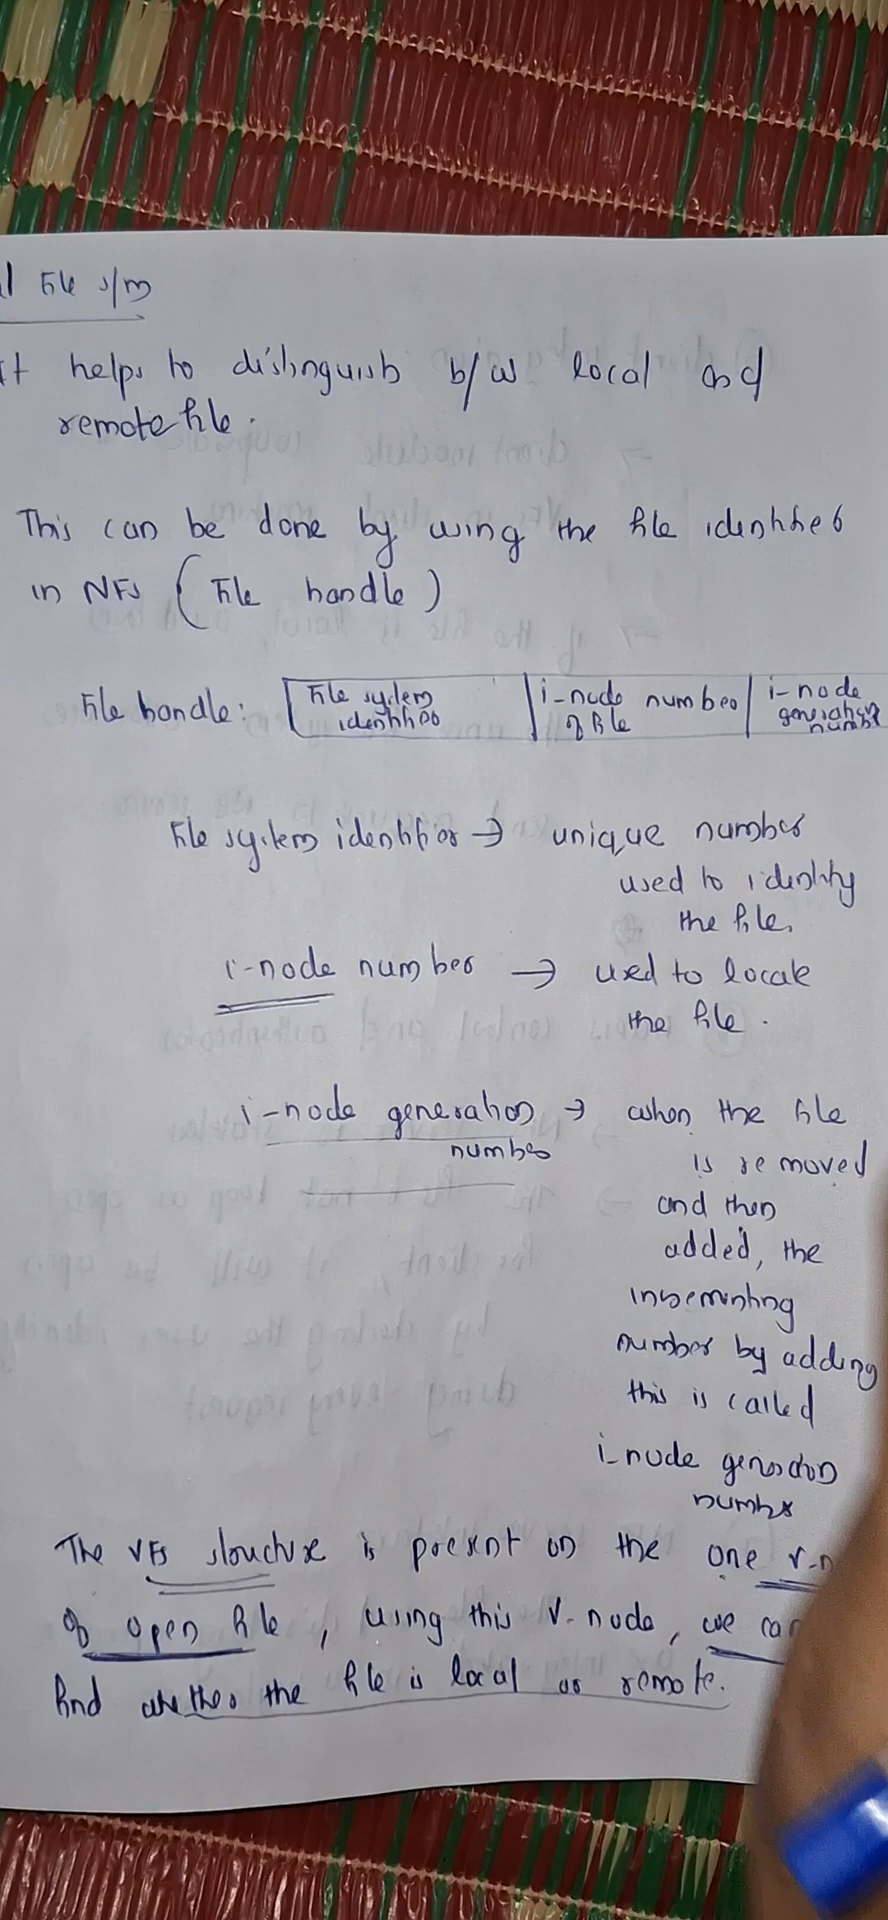 l File s/m
It helps to distinguish b/w local and
remote file.
This can be done by using the file identifier
in NFS (File handle)
File handle: File system identifier | i-node number of file | i-node generation number
File system identifier → unique number
used to identify
the file.
i-node number → used to locate
the file.
i-node generation → when the file
number is removed
and then
added, the
incrementing
number by adding
this is called
i-node generation
number
The VFS structure is present on the one v-n
of open file, using this v-node, we can
find whether the file is local or remote.